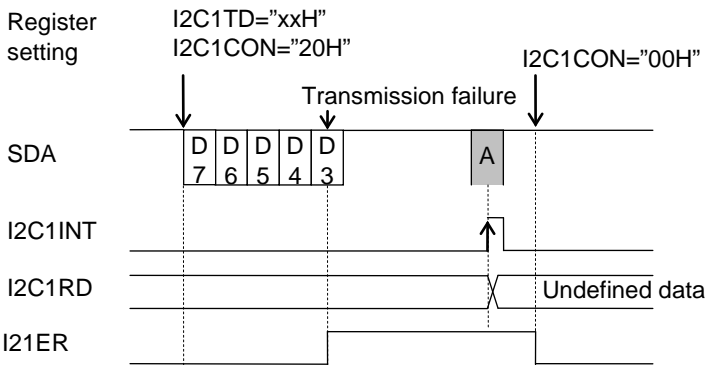 Register
setting
I2C1TD="xxH"
I2C1CON="20H"
I2C1CON="00H"
Transmission failure
SDA
D D D D D
7 6 5 4 3
A
I2C1INT
I2C1RD
Undefined data
I21ER